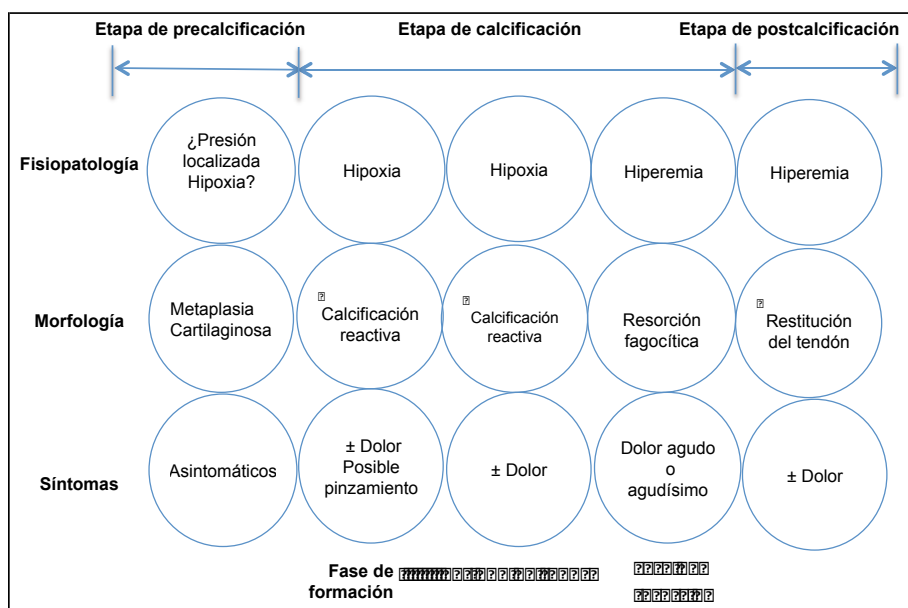 Etapa de precalcificación
Etapa de calcificación
Etapa de postcalcificación
Fisiopatología
¿Presión
localizada
Hipoxia?
Hipoxia
Hipoxia
Hiperemia
Hiperemia
Morfología
Metaplasia
Cartilaginosa
Calcificación
reactiva
Calcificación
reactiva
Resorción
fagocítica
Restitución
del tendón
Síntomas
Asintomáticos
± Dolor
Posible
pinzamiento
± Dolor
Dolor agudo
o
agudísimo
± Dolor
Fase de
formación